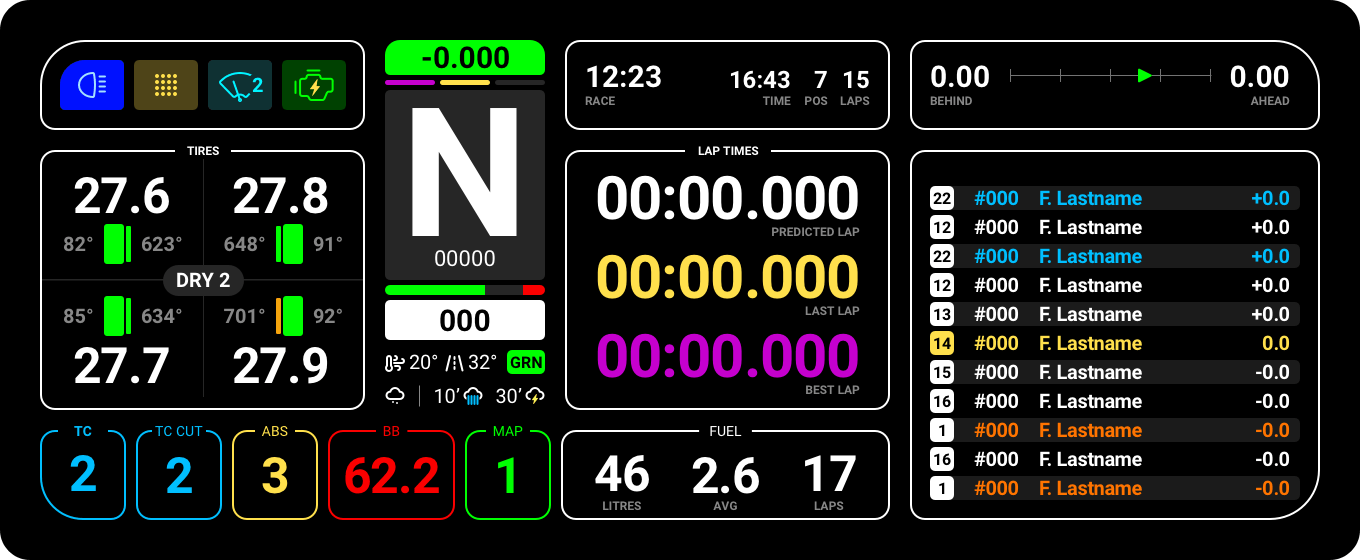 2
TIRES
27.6 27.8
82° 623° 648° 91°
DRY 2
85° 634° 701° 92°
27.7 27.9
-0.000
N
00000
000
20° 32° GRN
10’ 30’
12:23 16:43 7 15
RACE TIME POS LAPS
0.00 0.00
BEHIND AHEAD
LAP TIMES
00:00.000
PREDICTED LAP
00:00.000
LAST LAP
00:00.000
BEST LAP
22 #000 F. Lastname +0.0
12 #000 F. Lastname +0.0
22 #000 F. Lastname +0.0
12 #000 F. Lastname +0.0
13 #000 F. Lastname +0.0
14 #000 F. Lastname 0.0
15 #000 F. Lastname -0.0
16 #000 F. Lastname -0.0
1 #000 F. Lastname -0.0
16 #000 F. Lastname -0.0
1 #000 F. Lastname -0.0
TC TC CUT ABS BB MAP FUEL
2 2 3 62.2 1 46 2.6 17
LITRES AVG LAPS